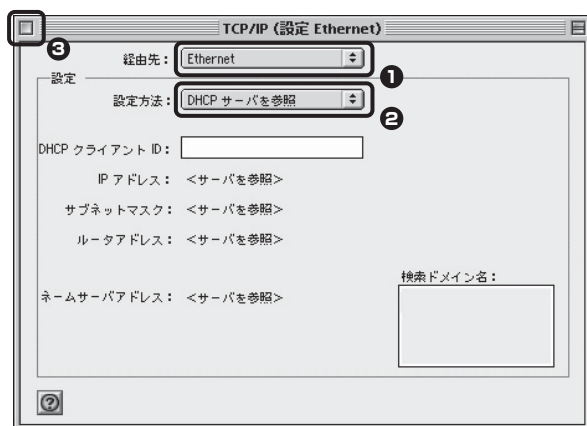 TCP/IP (設定 Ethernet)
❸
経由先： Ethernet
❶
設定
設定方法： DHCP サーバを参照
❷
DHCP クライアント ID：
IP アドレス： <サーバを参照>
サブネットマスク： <サーバを参照>
ルータアドレス： <サーバを参照>
検索ドメイン名：
ネームサーバアドレス： <サーバを参照>
?